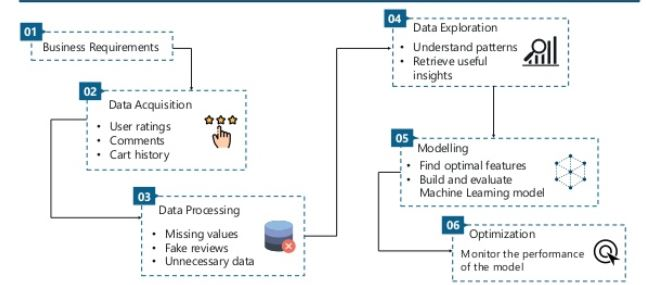 01
Business Requirements
02
Data Acquisition
• User ratings
• Comments
• Cart history
03
Data Processing
• Missing values
• Fake reviews
• Unnecessary data
04
Data Exploration
• Understand patterns
• Retrieve useful
insights
05
Modelling
• Find optimal features
• Build and evaluate
Machine Learning model
06
Optimization
Monitor the performance
of the model